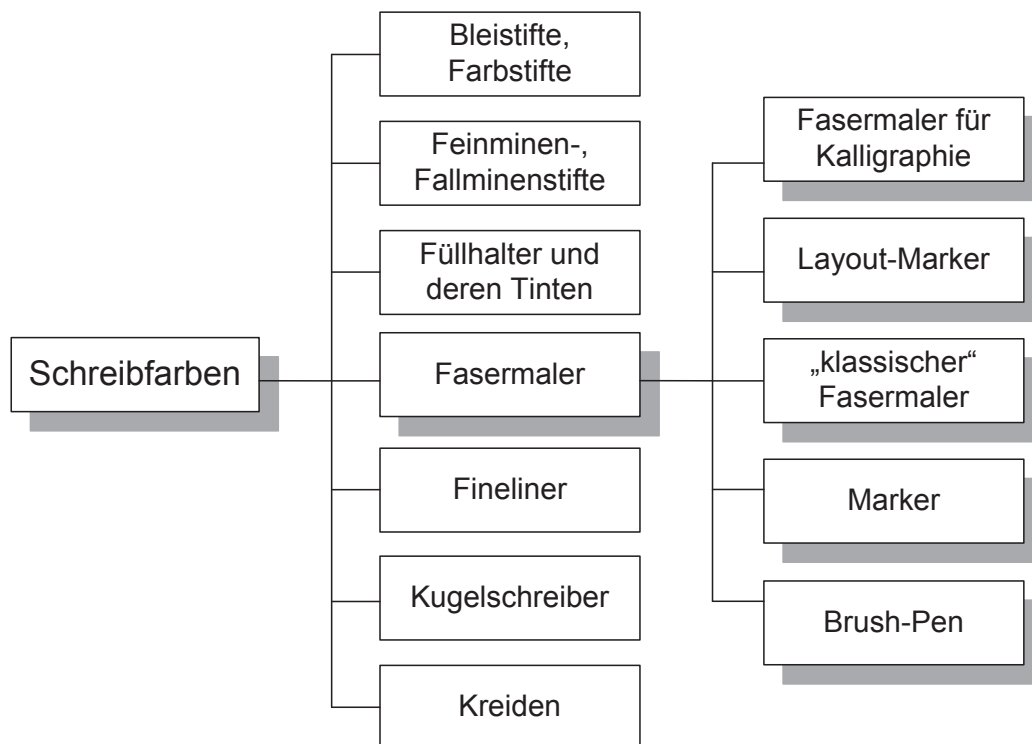 Schreibfarben
Bleistifte,
Farbstifte
Feinminen-,
Fallminenstifte
Füllhalter und
deren Tinten
Fasermaler
Fineliner
Kugelschreiber
Kreiden
Fasermaler für
Kalligraphie
Layout-Marker
„klassischer“
Fasermaler
Marker
Brush-Pen